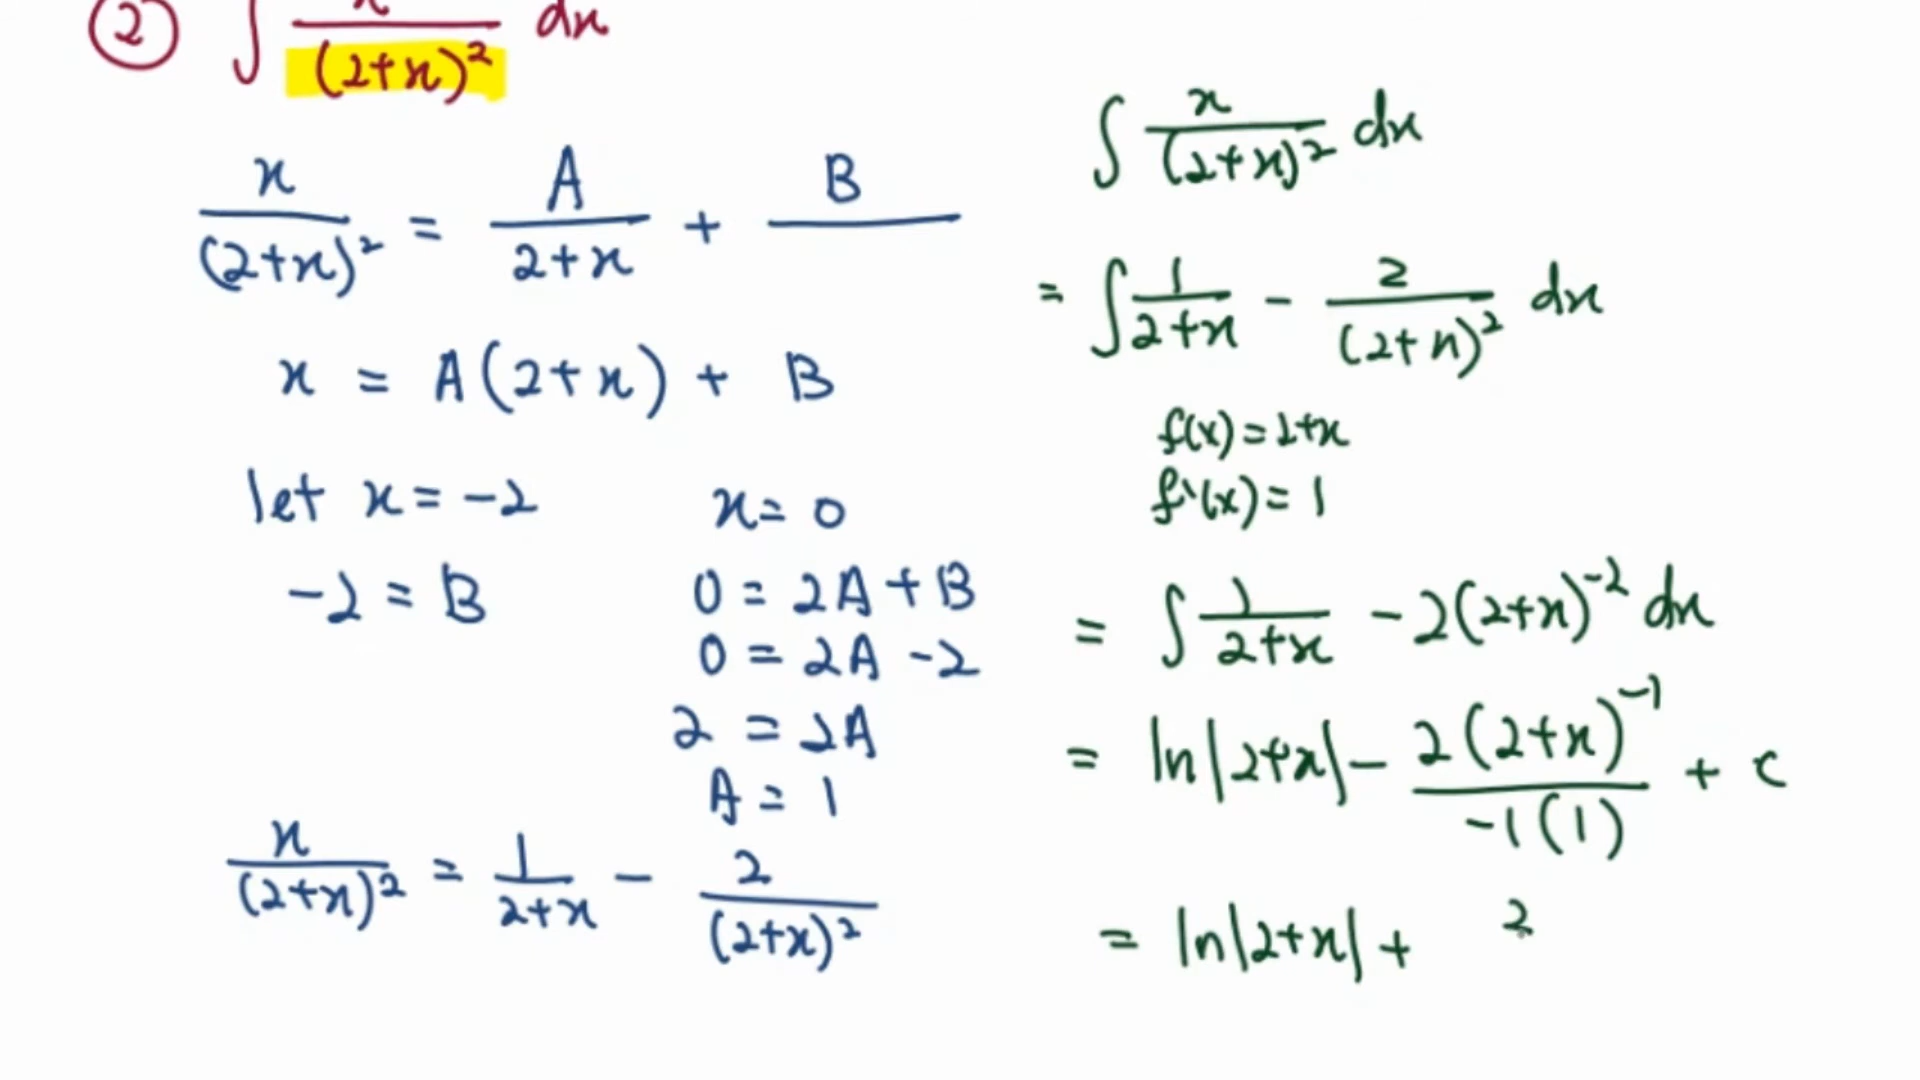 ② ∫ x/(2+x)² dx
x/(2+x)² = A/(2+x) + B/
x = A(2+x) + B
let x = -2
-2 = B
x = 0
0 = 2A + B
0 = 2A - 2
2 = 2A
A = 1
x/(2+x)² = 1/(2+x) - 2/(2+x)²
∫ x/(2+x)² dx
= ∫ 1/(2+x) - 2/(2+x)² dx
f(x) = 2+x
f'(x) = 1
= ∫ 1/(2+x) - 2(2+x)⁻² dx
= ln|2+x| - 2(2+x)⁻¹/-1(1) + c
= ln|2+x| + 2